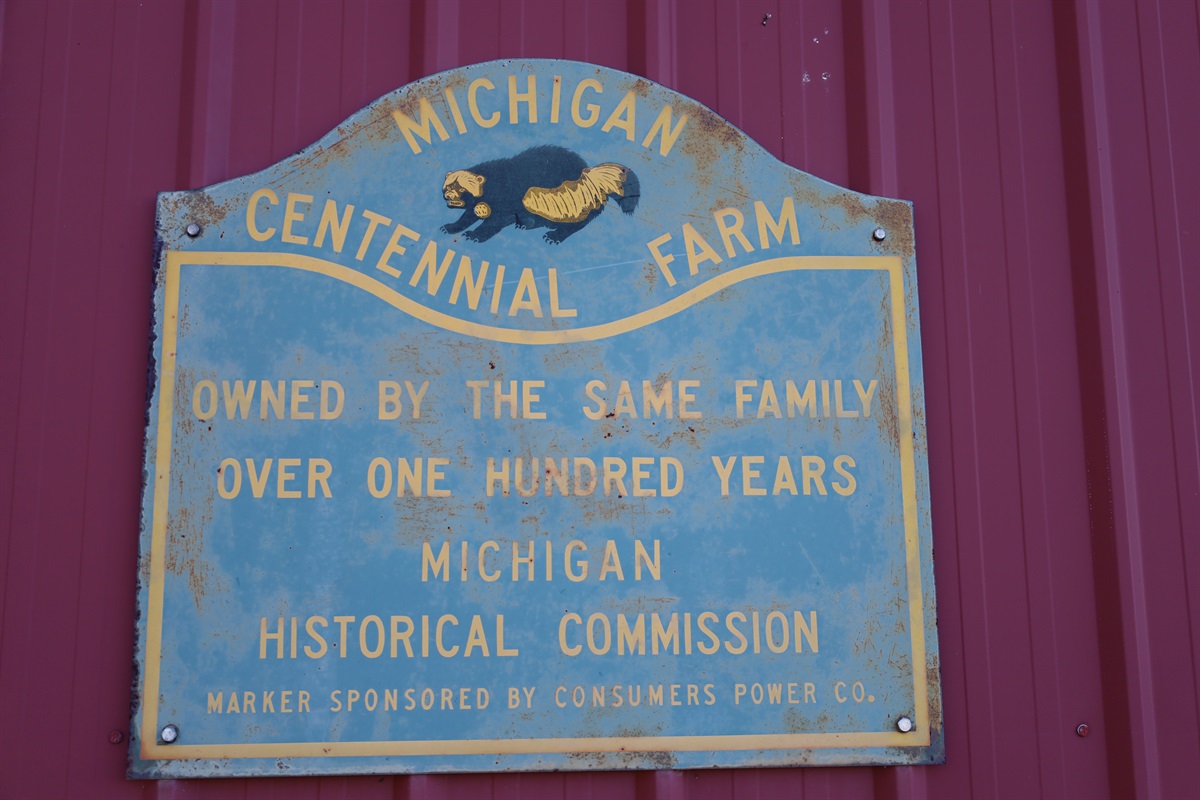 MICHIGAN
CENTENNIAL FARM
OWNED BY THE SAME FAMILY
OVER ONE HUNDRED YEARS
MICHIGAN
HISTORICAL COMMISSION
MARKER SPONSORED BY CONSUMERS POWER CO.